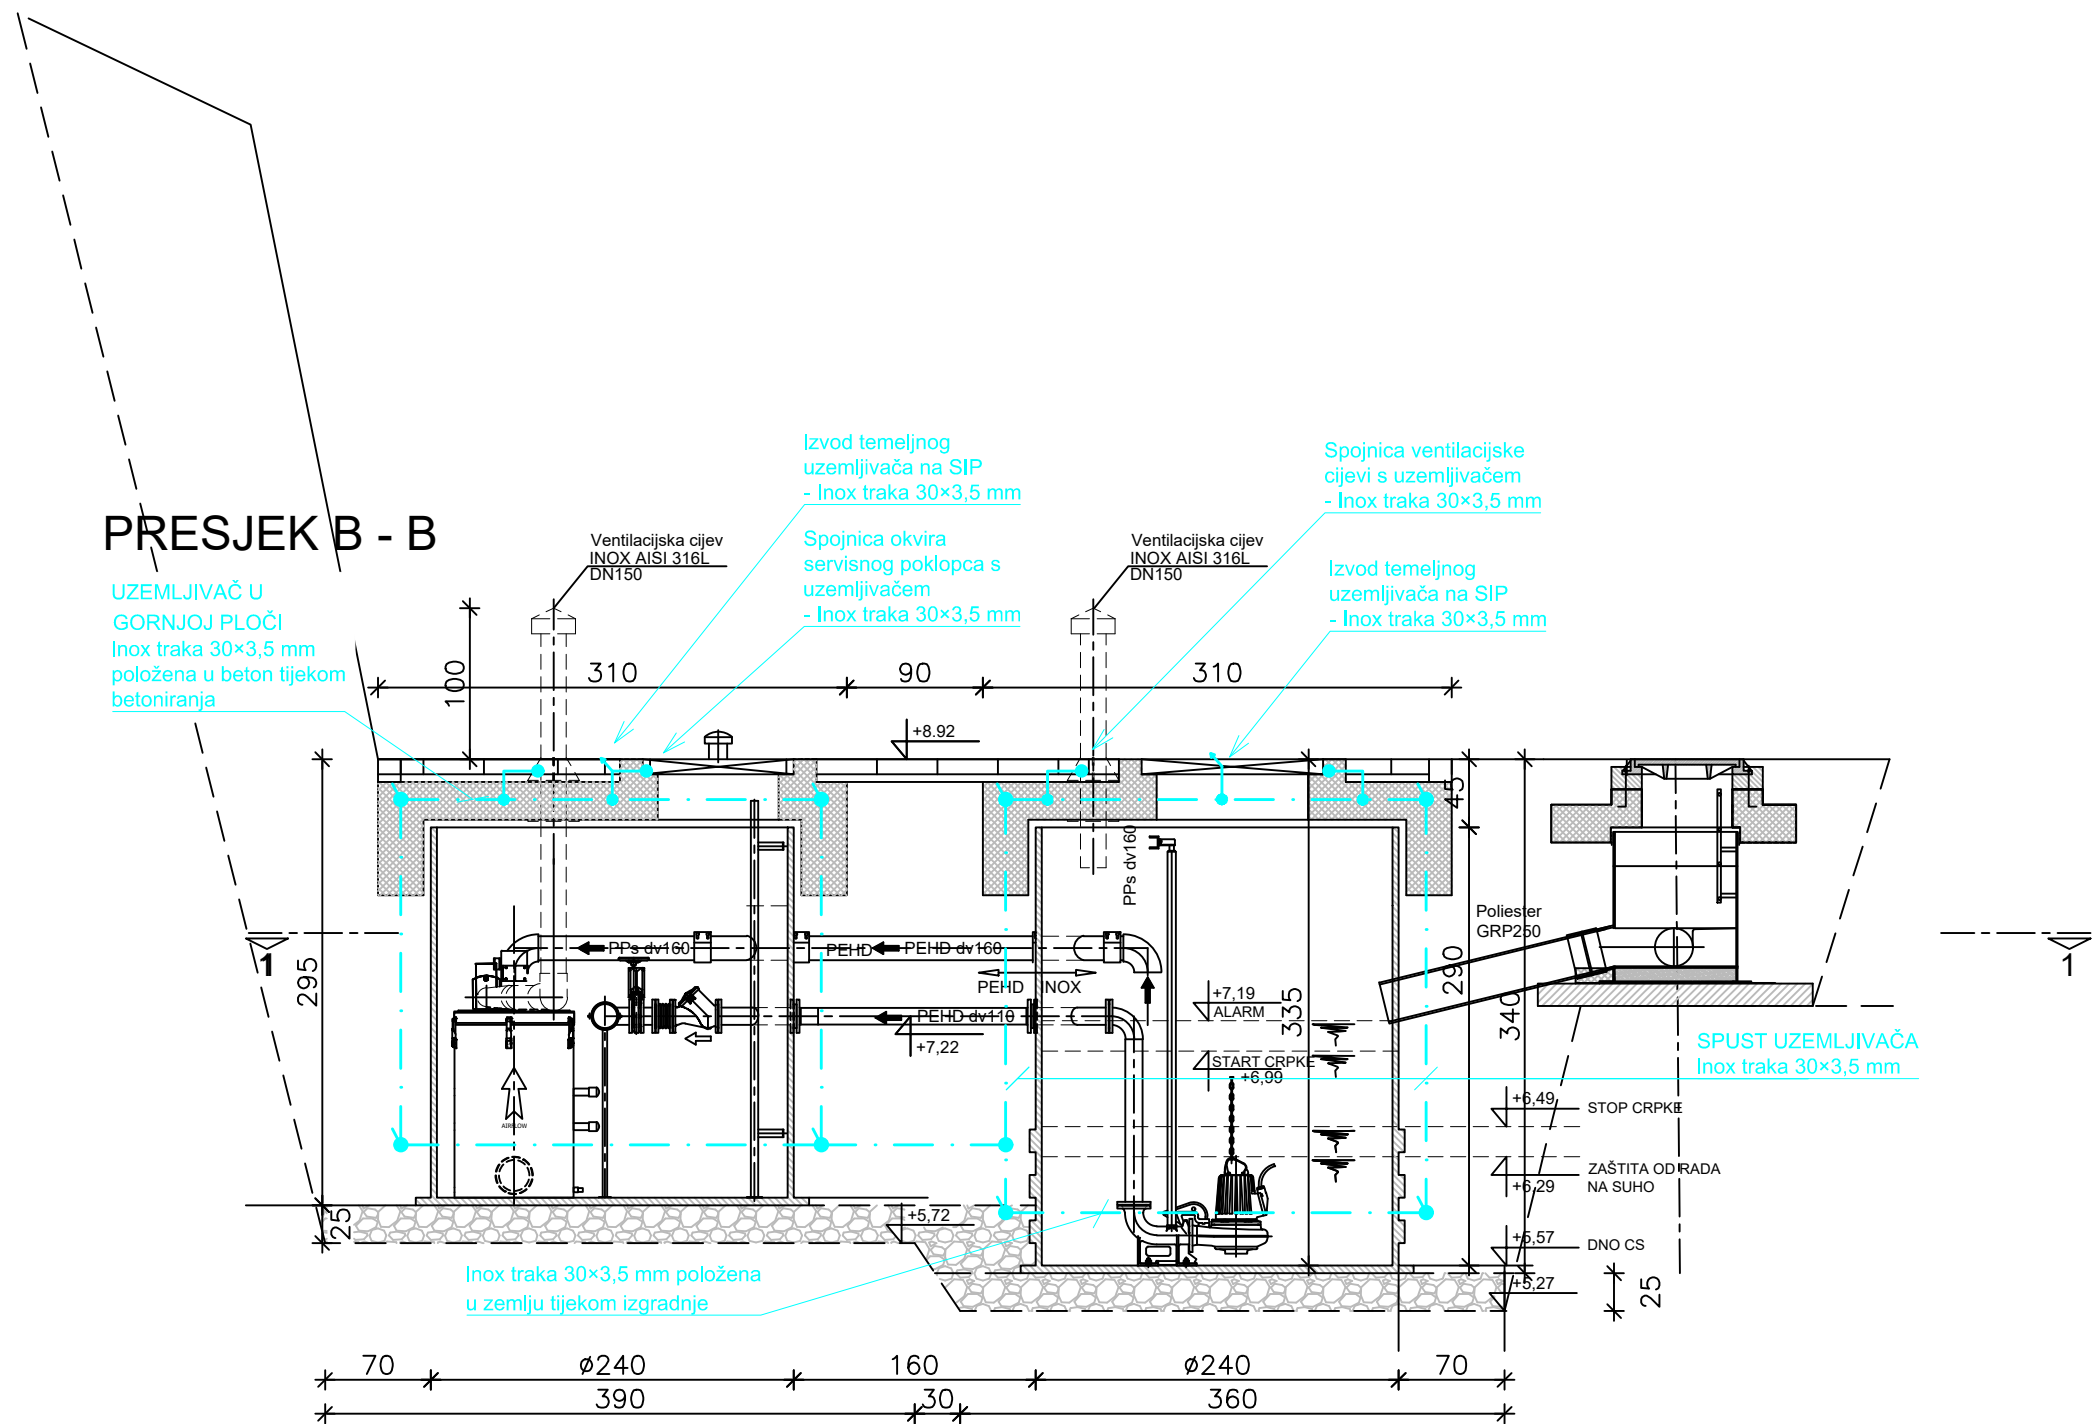 Izvod temeljnog
uzemljivača na SIP
- Inox traka 30×3,5 mm
Spojnica ventilacijske
cijevi s uzemljivačem
- Inox traka 30×3,5 mm
PRESJEK B - B
Ventilacijska cijev
INOX AISI 316L
DN150
Spojnica okvira
servisnog poklopca s
uzemljivačem
- Inox traka 30×3,5 mm
Ventilacijska cijev
INOX AISI 316L
DN150
Izvod temeljnog
uzemljivača na SIP
- Inox traka 30×3,5 mm
UZEMLJIVAČ U
GORNJOJ PLOČI
Inox traka 30×3,5 mm
položena u beton tijekom
betoniranja
100
310
90
310
+8.92
45
PPs dv160
Poliester
GRP250
1
295
PPs dv160
PEHD
PEHD dv160
PEHD
INOX
PEHD dv110
+7,22
+7,19
ALARM
335
290
340
1
START CRPKE
+6,99
SPUST UZEMLJIVAČA
Inox traka 30×3,5 mm
+6,49
STOP CRPKE
AIRFLOW
ZAŠTITA OD RADA
NA SUHO
+6,29
25
+5,72
+5,57
DNO CS
+5,27
25
Inox traka 30×3,5 mm položena
u zemlju tijekom izgradnje
70
ø240
160
ø240
70
390
30
360